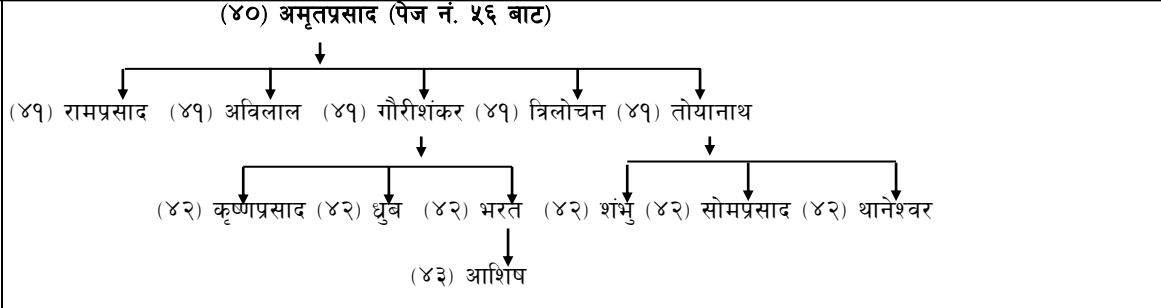 (४०) अमृतप्रसाद (पेज नं. ५६ बाट)
(४१) रामप्रसाद (४१) अविलाल (४१) गौरीशंकर (४१) त्रिलोचन (४१) तोयानाथ
(४२) कृष्णप्रसाद (४२) ध्रुब (४२) भरत (४२) शंभु (४२) सोमप्रसाद (४२) थानेश्वर
(४३) आशिष